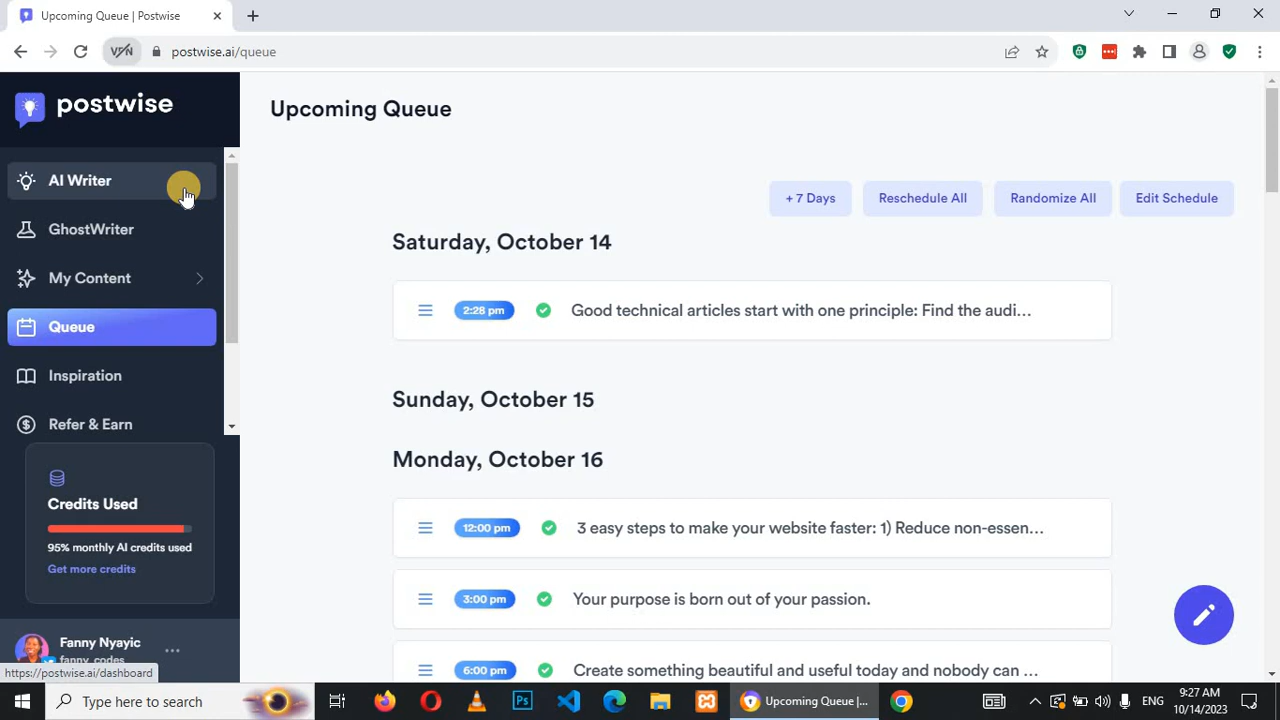 Upcoming Queue | Postwise
VPN
postwise.ai/queue
postwise
AI Writer
GhostWriter
My Content
Queue
Inspiration
Refer & Earn
Credits Used
95% monthly AI credits used
Get more credits
Fanny Nyayic
fanny_codes
https://postwise.ai/dashboard
Upcoming Queue
+ 7 Days
Reschedule All
Randomize All
Edit Schedule
Saturday, October 14
2:28 pm Good technical articles start with one principle: Find the audi...
Sunday, October 15
Monday, October 16
12:00 pm 3 easy steps to make your website faster: 1) Reduce non-essen...
3:00 pm Your purpose is born out of your passion.
6:00 pm Create something beautiful and useful today and nobody can ...
Type here to search
Ps
Upcoming Queue |...
ENG
9:27 AM
10/14/2023